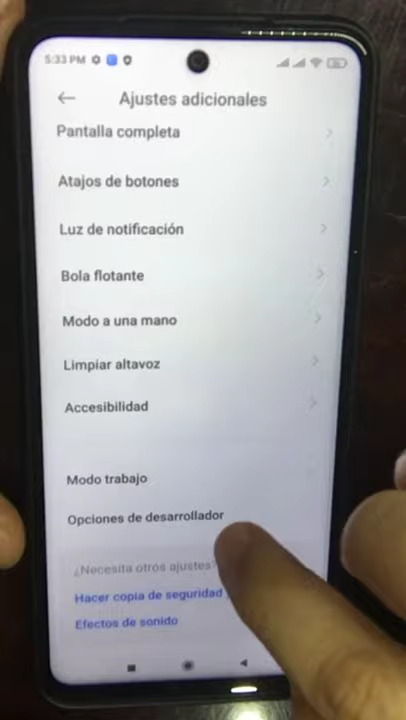 5:33 PM
Ajustes adicionales
Pantalla completa
Atajos de botones
Luz de notificación
Bola flotante
Modo a una mano
Limpiar altavoz
Accesibilidad
Modo trabajo
Opciones de desarrollador
¿Necesita otros ajustes?
Hacer copia de seguridad
Efectos de sonido